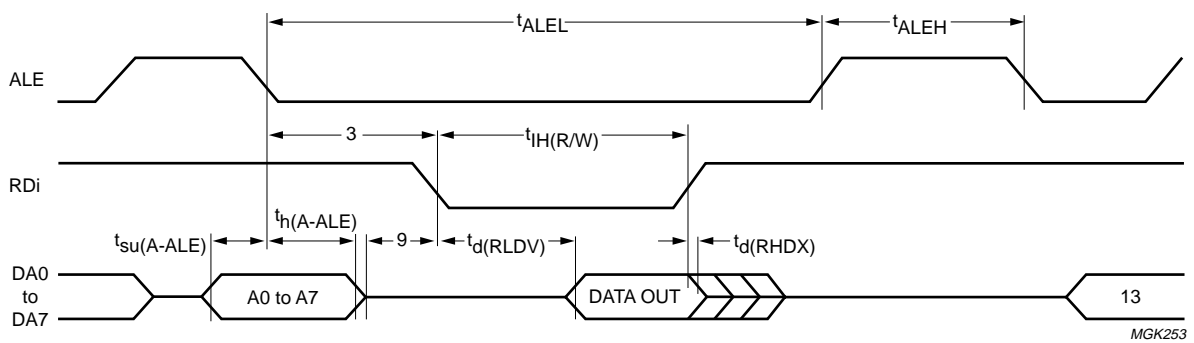 tALEL
tALEH
ALE
3
tIH(R/W)
RDi
th(A-ALE)
tsu(A-ALE)
9
td(RLDV)
td(RHDX)
DA0
to
DA7
A0 to A7
DATA OUT
13
MGK253